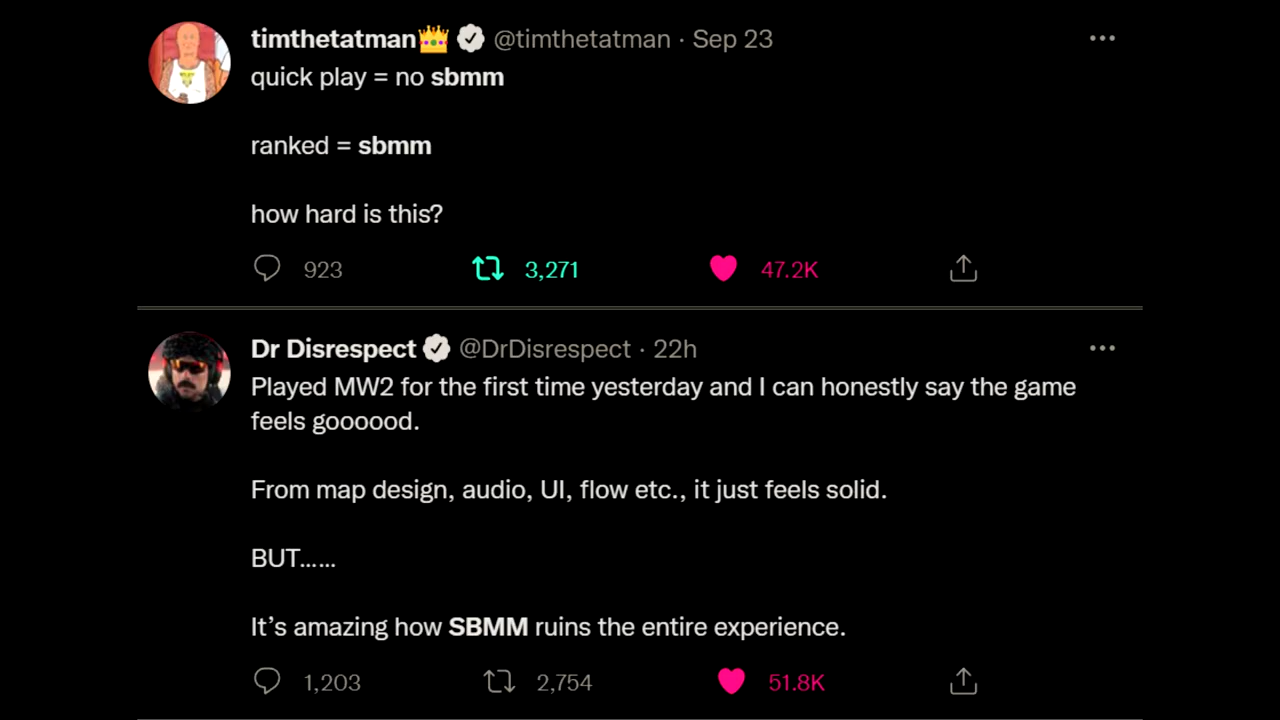 timthetatman👑 @timthetatman · Sep 23
quick play = no sbmm
ranked = sbmm
how hard is this?
923 3,271 47.2K
Dr Disrespect @DrDisrespect · 22h
Played MW2 for the first time yesterday and I can honestly say the game
feels goooood.
From map design, audio, UI, flow etc., it just feels solid.
BUT......
It’s amazing how SBMM ruins the entire experience.
1,203 2,754 51.8K